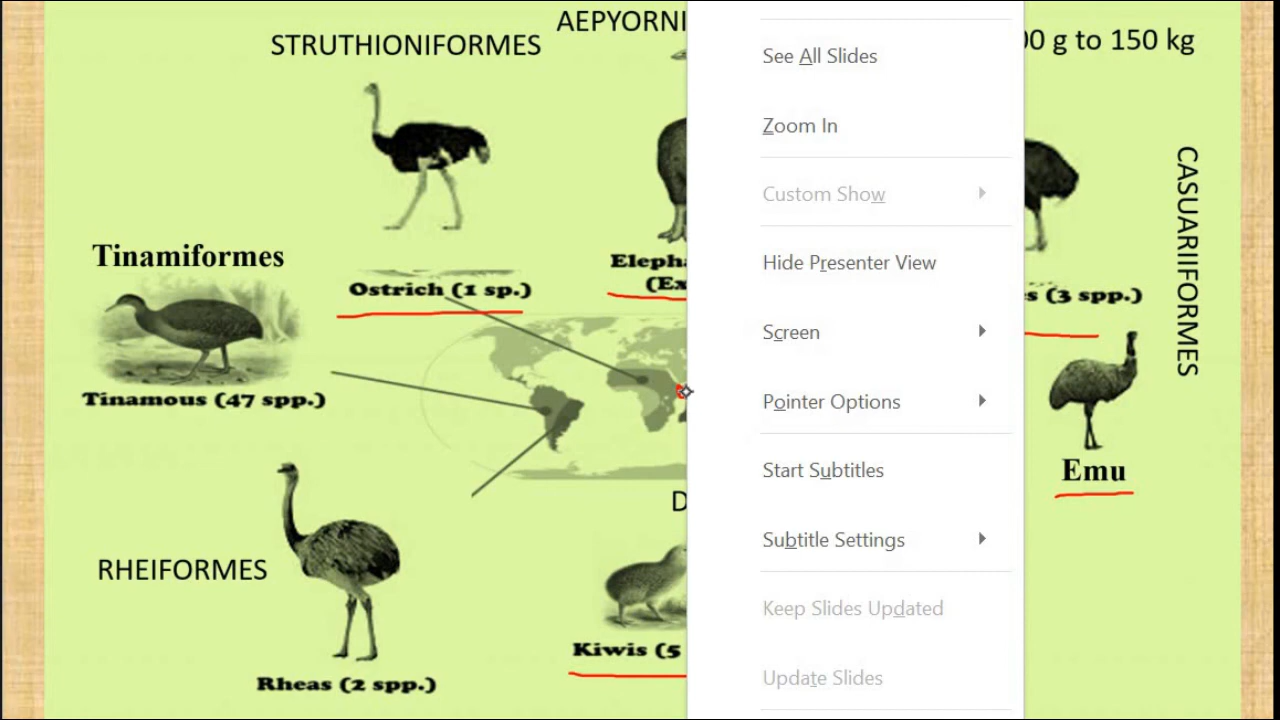 AEPYORNI
STRUTHIONIFORMES
00 g to 150 kg
See All Slides
Zoom In
Custom Show
Hide Presenter View
Screen
Pointer Options
Start Subtitles
Subtitle Settings
Keep Slides Updated
Update Slides
CASUARIIFORMES
Tinamiformes
Ostrich (1 sp.)
Eleph
(Ex
s (3 spp.)
Tinamous (47 spp.)
Emu
D
RHEIFORMES
Kiwis (5
Rheas (2 spp.)